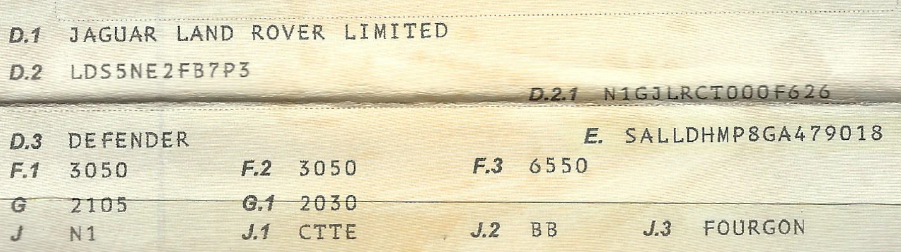 D.1 JAGUAR LAND ROVER LIMITED
D.2 LDS5NE2FB7P3
D.2.1 N1GJLRCT000F626
D.3 DEFENDER E. SALLDHMP8GA479018
F.1 3050 F.2 3050 F.3 6550
G 2105 G.1 2030
J N1 J.1 CTTE J.2 BB J.3 FOURGON